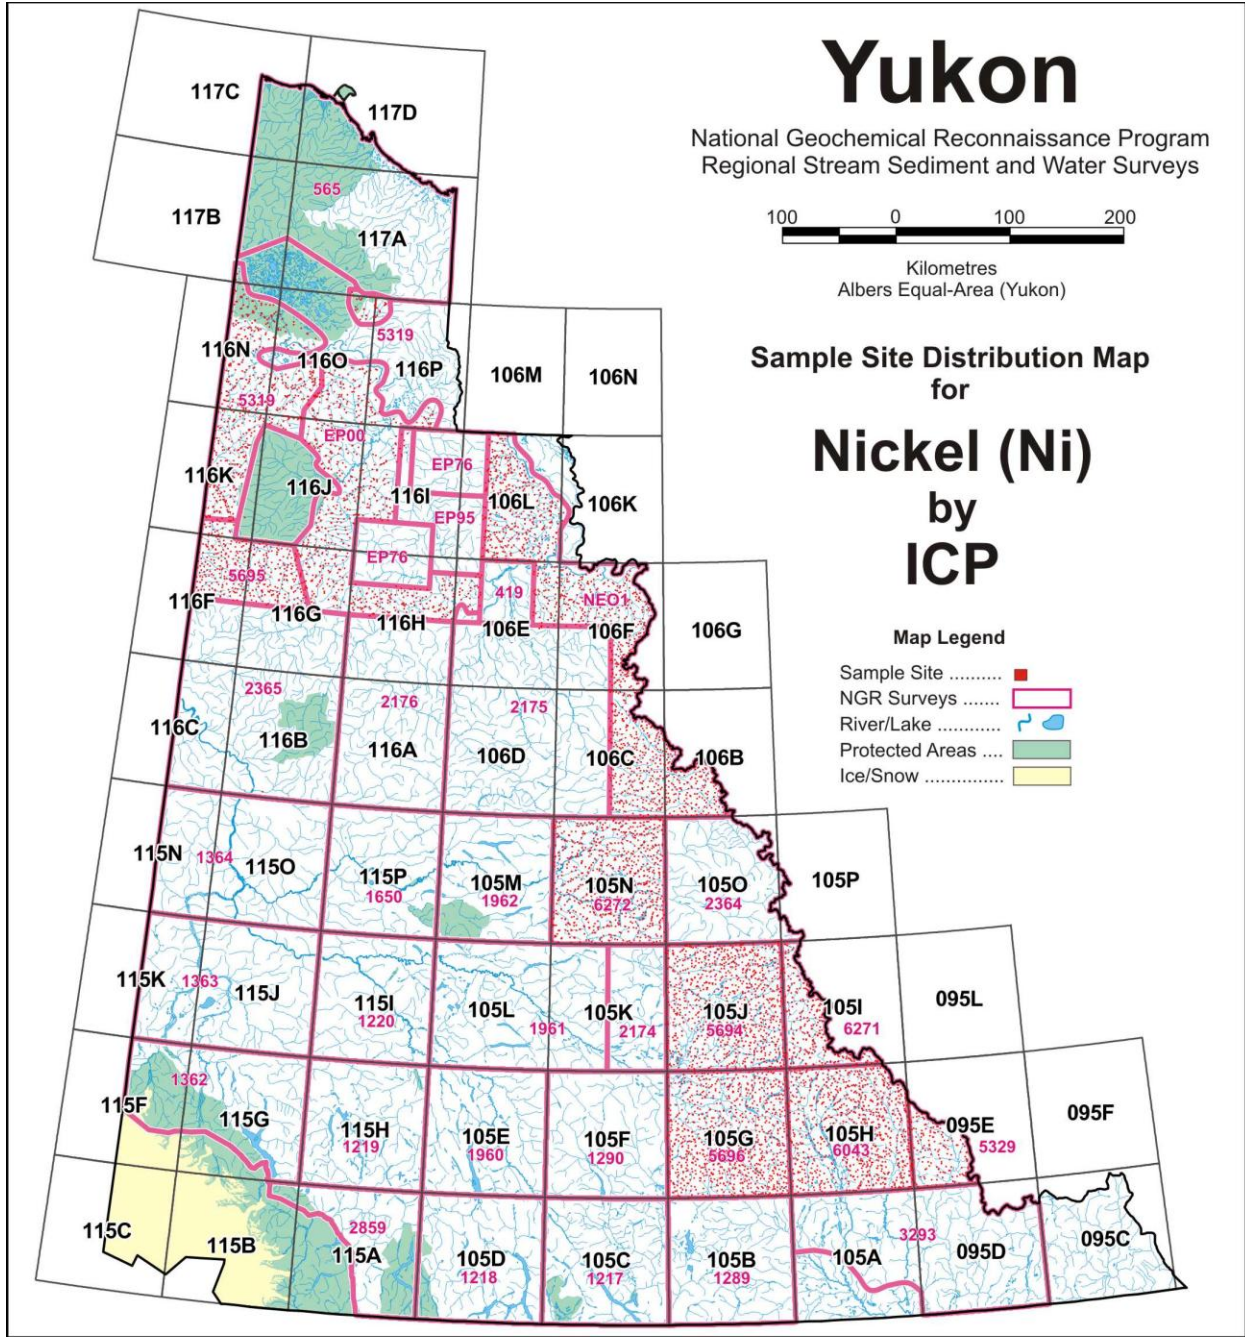 Yukon
National Geochemical Reconnaissance Program
Regional Stream Sediment and Water Surveys
100 0 100 200
Kilometres
Albers Equal-Area (Yukon)
Sample Site Distribution Map
for
Nickel (Ni)
by
ICP
Map Legend
Sample Site ..........
NGR Surveys .......
River/Lake ............
Protected Areas ....
Ice/Snow ...............
117C
117D
565
117B
117A
5319
116N
116O
116P
106M
106N
5319
EP00
EP76
116K
116J
116I
106L
106K
EP95
EP76
5695
419
NEO1
116F
116G
116H
106E
106F
106G
2365
2176
2175
116C
116B
116A
106D
106C
106B
115N
1364
115O
115P
1650
105M
1962
105N
6272
105O
2364
105P
115K
1363
115J
115I
1220
105L
1961
105K
2174
105J
5694
105I
6271
095L
1362
115F
115G
115H
1219
105E
1960
105F
1290
105G
5696
105H
6043
095E
5329
095F
115C
115B
2859
115A
105D
1218
105C
1217
105B
1289
105A
3293
095D
095C